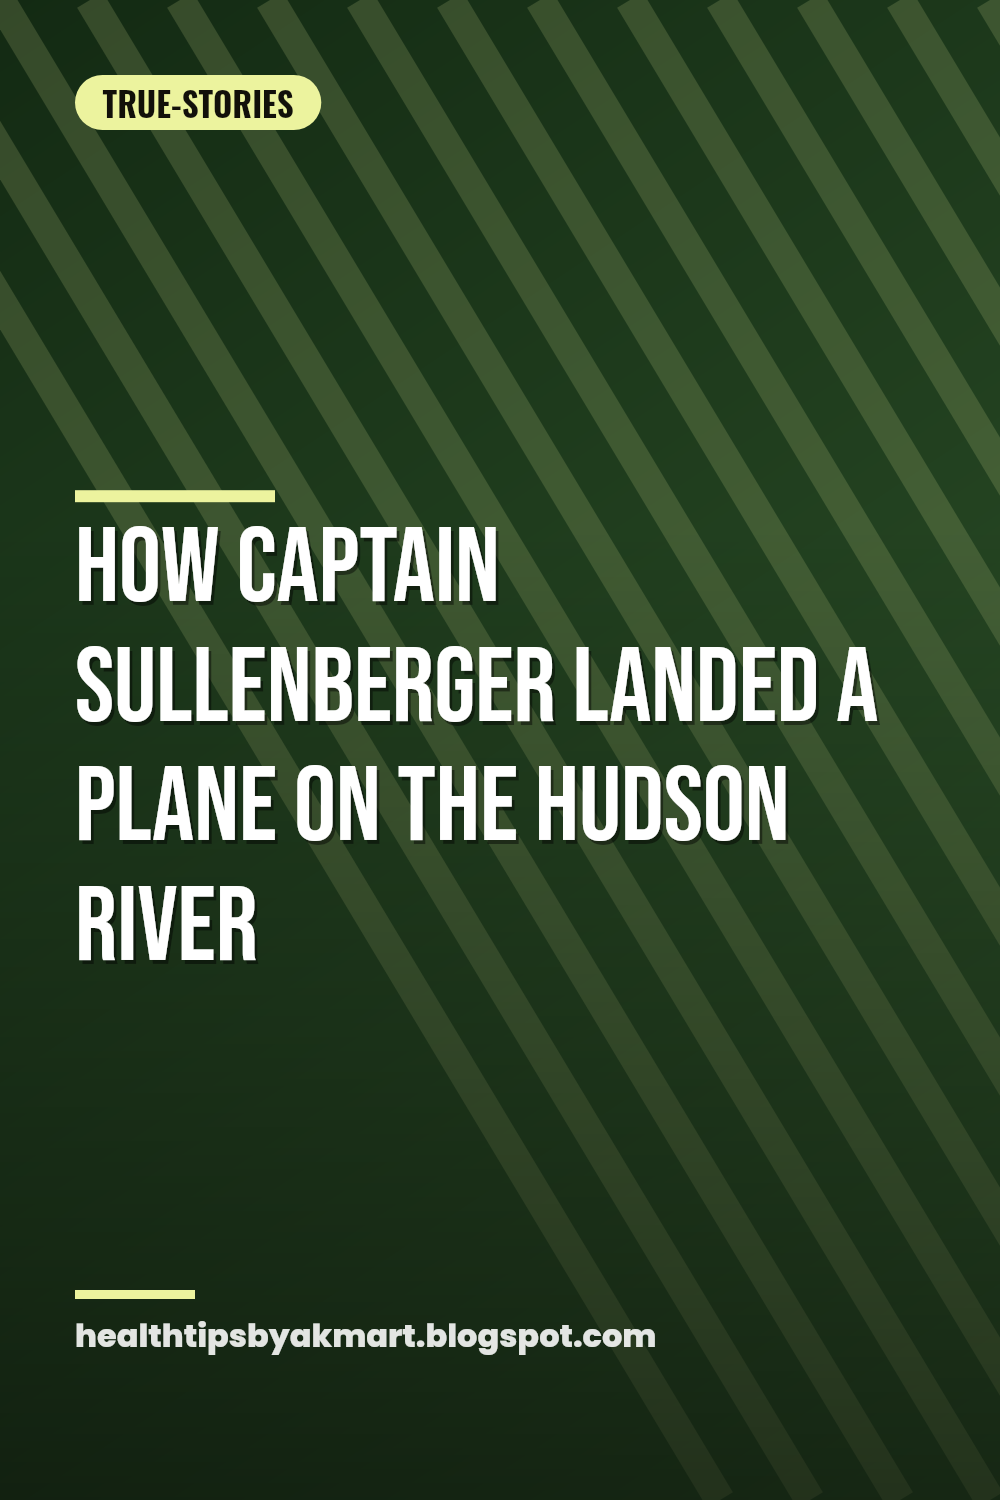 TRUE-STORIES
HOW CAPTAIN
SULLENBERGER LANDED A
PLANE ON THE HUDSON
RIVER
healthtipsbyakmart.blogspot.com